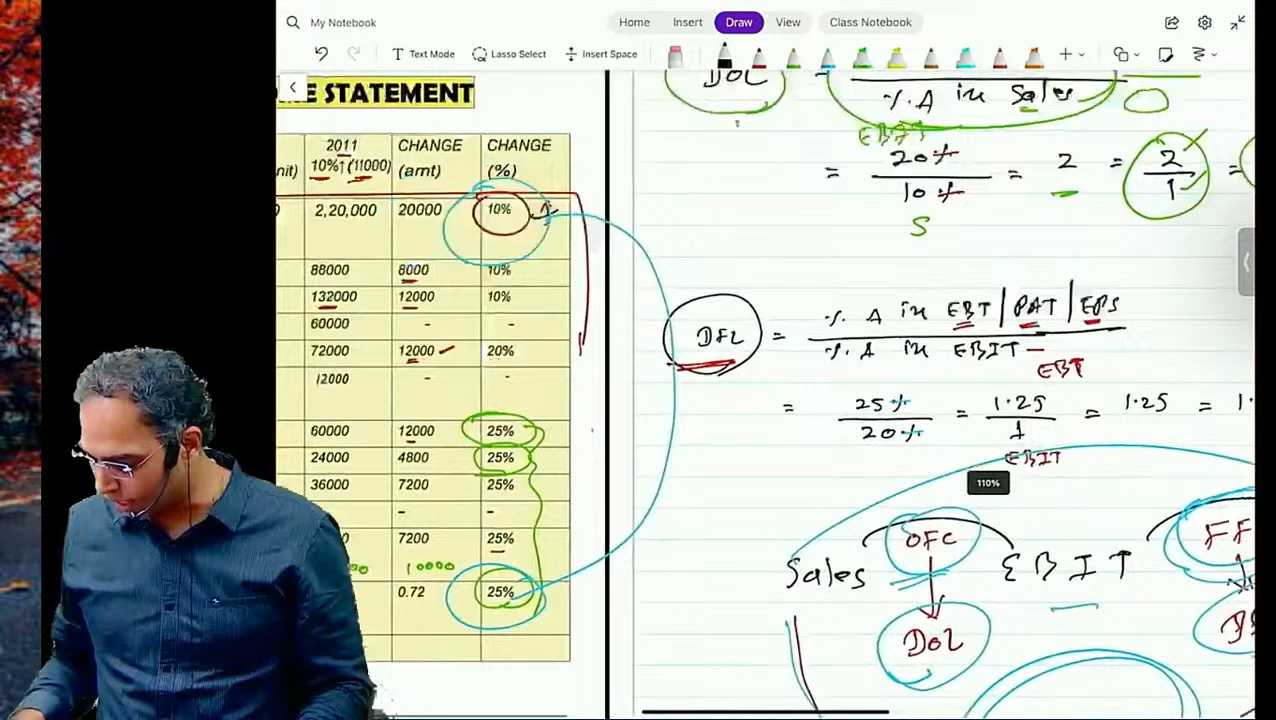 My Notebook
Home Insert Draw View Class Notebook
Text Mode Lasso Select Insert Space
STATEMENT
2011 CHANGE CHANGE
10%↑ (11000) (amt) (%)
2,20,000 20000 10%
88000 8000 10%
132000 12000 10%
60000 - -
72000 12000 ✓ 20%
12000 - -
60000 12000 25%
24000 4800 25%
36000 7200 25%
- -
7200 25%
10000
0.72 25%
DOL =
% Δ in Sales
EBIT
= 20% / 10% = 2 = 2/1 =
S
DFL = % Δ in EBT | PAT | EPS
% Δ in EBIT - EBT
= 25% / 20% = 1.25 / 1 = 1.25 = 1.
EBIT
110%
Sales OFC EBIT FF
DOL